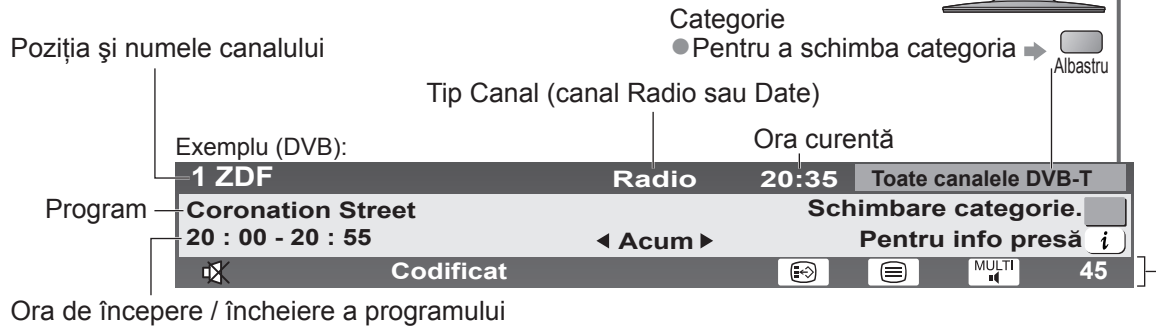 Categorie
Poziţia şi numele canalului
●Pentru a schimba categoria
Albastru
Tip Canal (canal Radio sau Date)
Exemplu (DVB):
Ora curentă
1 ZDF Radio 20:35 Toate canalele DVB-T
Program Coronation Street Schimbare categorie.
20 : 00 - 20 : 55 ◄ Acum ► Pentru info presă i
Codificat MULTI 45
Ora de începere / încheiere a programului